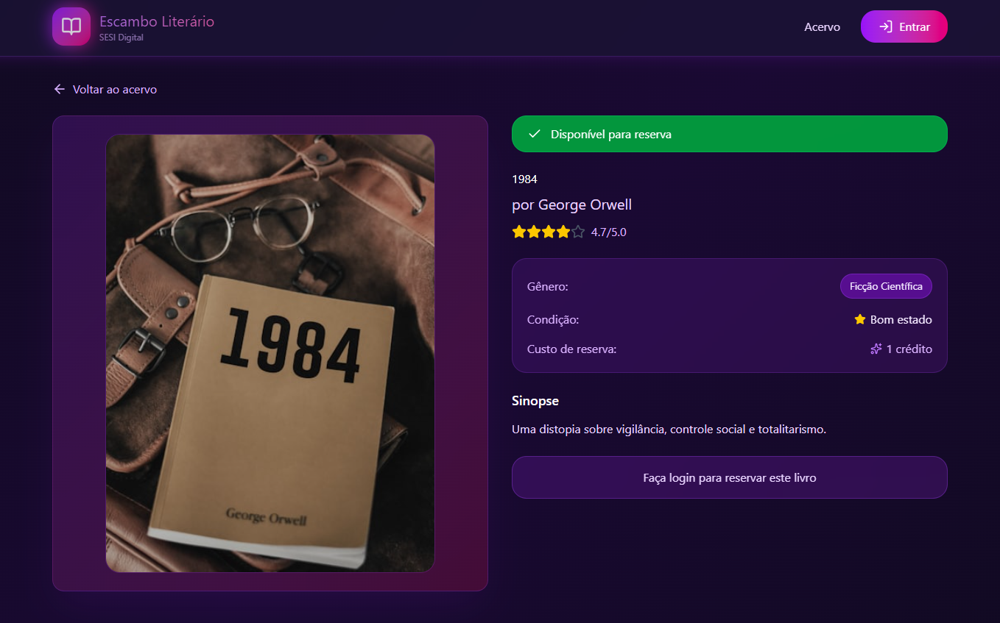 Escambo Literário
SESI Digital
Acervo
Entrar
Voltar ao acervo
1984
George Orwell
Disponível para reserva
1984
por George Orwell
4.7/5.0
Gênero:
Ficção Científica
Condição:
Bom estado
Custo de reserva:
1 crédito
Sinopse
Uma distopia sobre vigilância, controle social e totalitarismo.
Faça login para reservar este livro